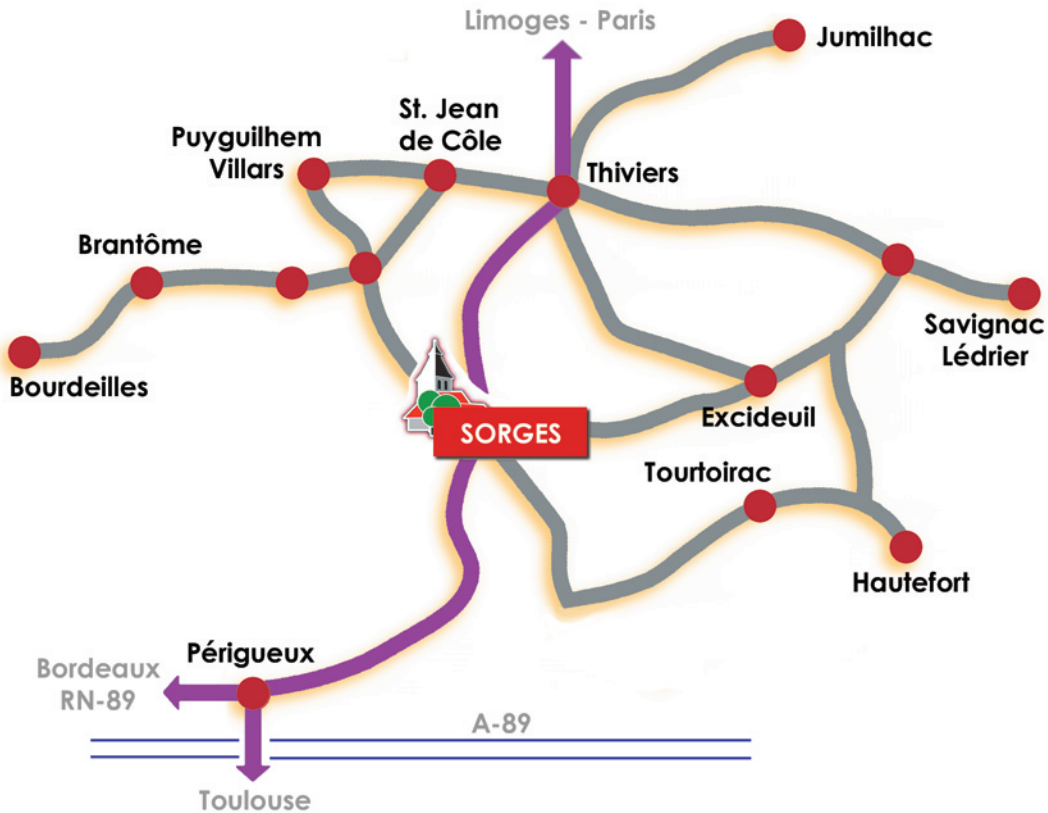 Limoges - Paris
Jumilhac
St. Jean
de Côle
Puyguilhem
Villars
Thiviers
Brantôme
Savignac
Lédrier
Bourdeilles
Excideuil
SORGES
Tourtoirac
Hautefort
Périgueux
Bordeaux
RN-89
A-89
Toulouse